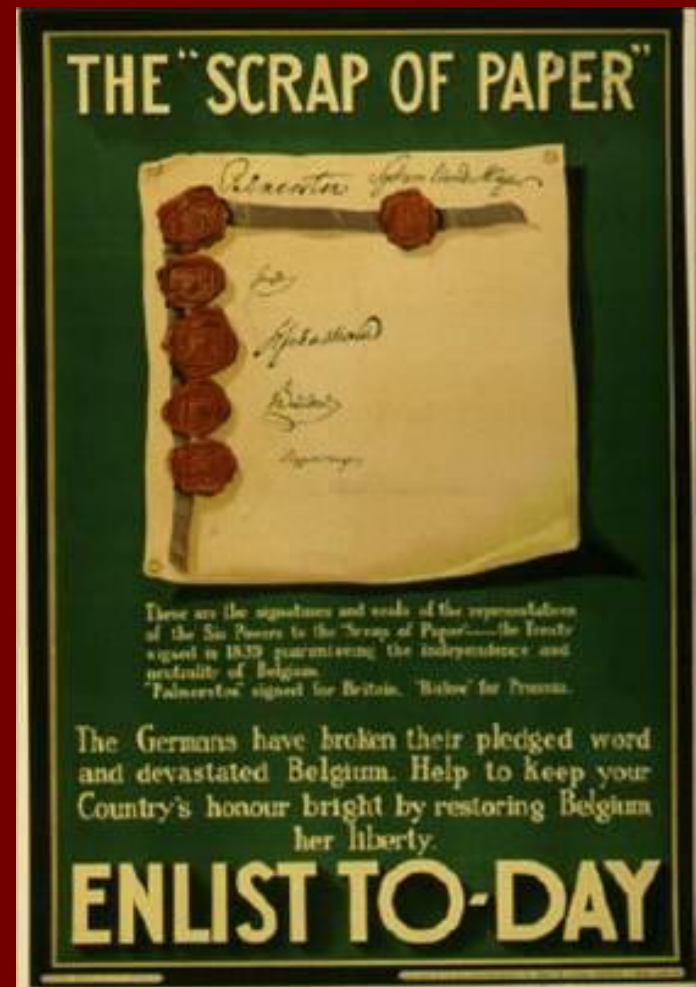 THE "SCRAP OF PAPER"
Palmerston
These are the signatures and seals of the representatives
of the Six Powers to the "Scrap of Paper"—the Treaty
signed in 1839 guaranteeing the independence and
neutrality of Belgium.
"Palmerston" signed for Britain, "Bülow" for Prussia.
The Germans have broken their pledged word
and devastated Belgium. Help to keep your
Country's honour bright by restoring Belgium
her liberty.
ENLIST TO-DAY